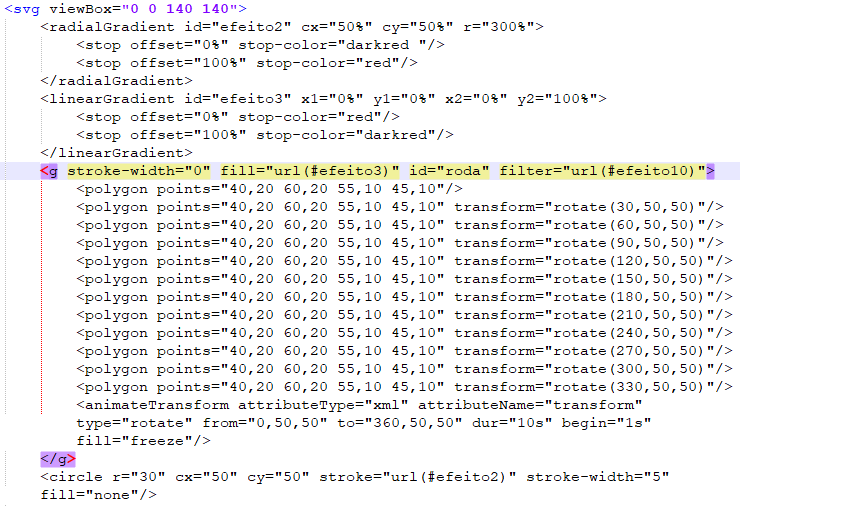 <svg viewBox="0 0 140 140">
<radialGradient id="efeito2" cx="50%" cy="50%" r="300%">
<stop offset="0%" stop-color="darkred "/>
<stop offset="100%" stop-color="red"/>
</radialGradient>
<linearGradient id="efeito3" x1="0%" y1="0%" x2="0%" y2="100%">
<stop offset="0%" stop-color="red"/>
<stop offset="100%" stop-color="darkred"/>
</linearGradient>
<g stroke-width="0" fill="url(#efeito3)" id="roda" filter="url(#efeito10)">
<polygon points="40,20 60,20 55,10 45,10"/>
<polygon points="40,20 60,20 55,10 45,10" transform="rotate(30,50,50)"/>
<polygon points="40,20 60,20 55,10 45,10" transform="rotate(60,50,50)"/>
<polygon points="40,20 60,20 55,10 45,10" transform="rotate(90,50,50)"/>
<polygon points="40,20 60,20 55,10 45,10" transform="rotate(120,50,50)"/>
<polygon points="40,20 60,20 55,10 45,10" transform="rotate(150,50,50)"/>
<polygon points="40,20 60,20 55,10 45,10" transform="rotate(180,50,50)"/>
<polygon points="40,20 60,20 55,10 45,10" transform="rotate(210,50,50)"/>
<polygon points="40,20 60,20 55,10 45,10" transform="rotate(240,50,50)"/>
<polygon points="40,20 60,20 55,10 45,10" transform="rotate(270,50,50)"/>
<polygon points="40,20 60,20 55,10 45,10" transform="rotate(300,50,50)"/>
<polygon points="40,20 60,20 55,10 45,10" transform="rotate(330,50,50)"/>
<animateTransform attributeType="xml" attributeName="transform"
type="rotate" from="0,50,50" to="360,50,50" dur="10s" begin="1s"
fill="freeze"/>
</g>
<circle r="30" cx="50" cy="50" stroke="url(#efeito2)" stroke-width="5"
fill="none"/>